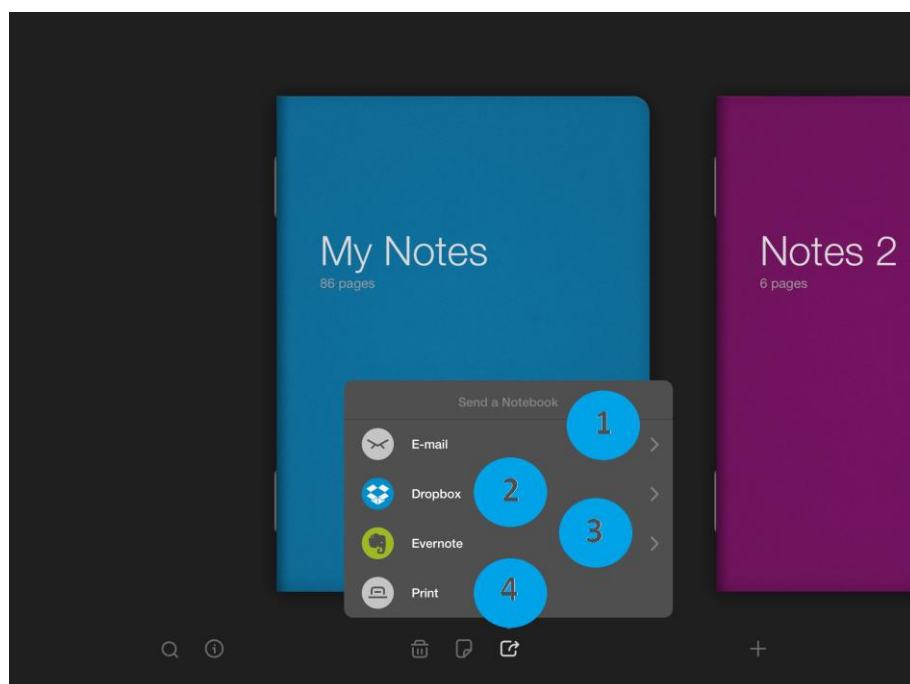 My Notes
86 pages
Notes 2
6 pages
Send a Notebook
1
E-mail
Dropbox
2
3
Evernote
Print
4